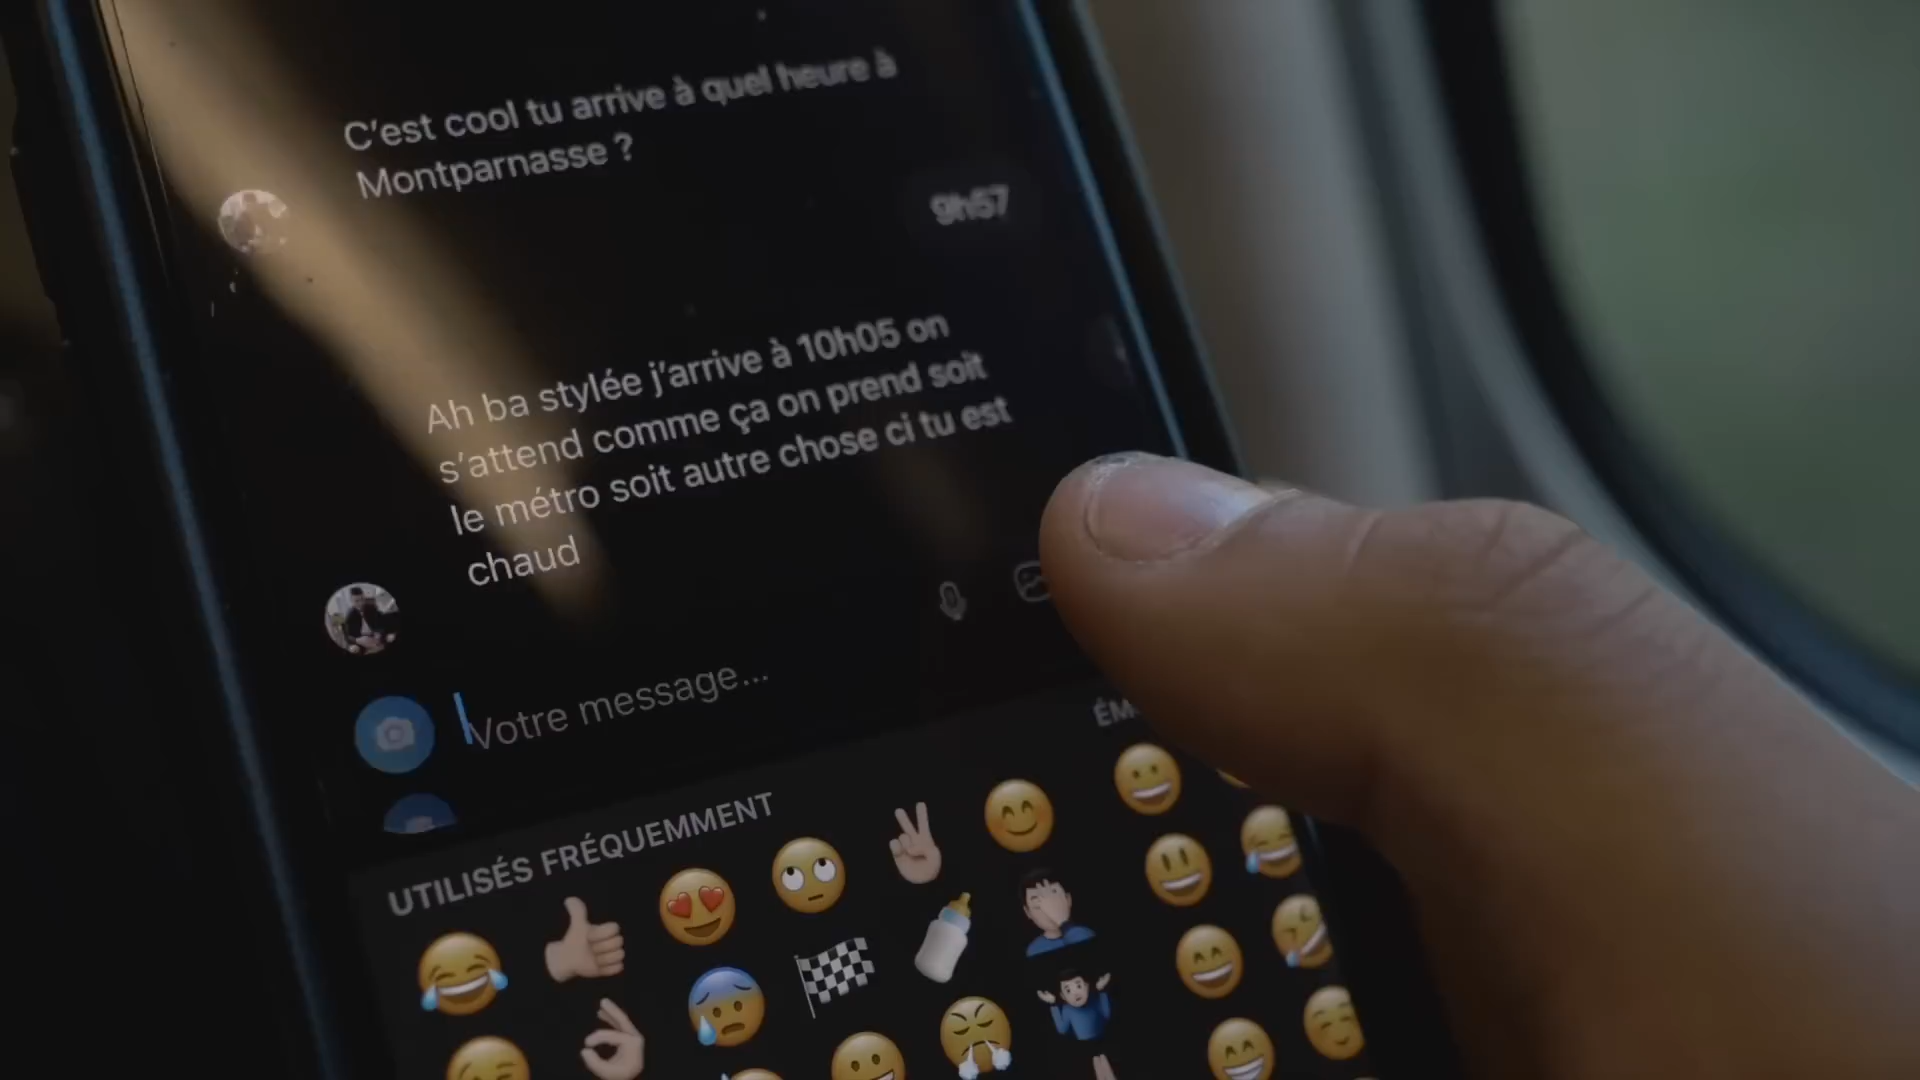 C'est cool tu arrive à quel heure à
Montparnasse ?
9h57
Ah ba stylée j'arrive à 10h05 on
s'attend comme ça on prend soit
le métro soit autre chose ci tu est
chaud
Votre message...
ÉM
UTILISÉS FRÉQUEMMENT